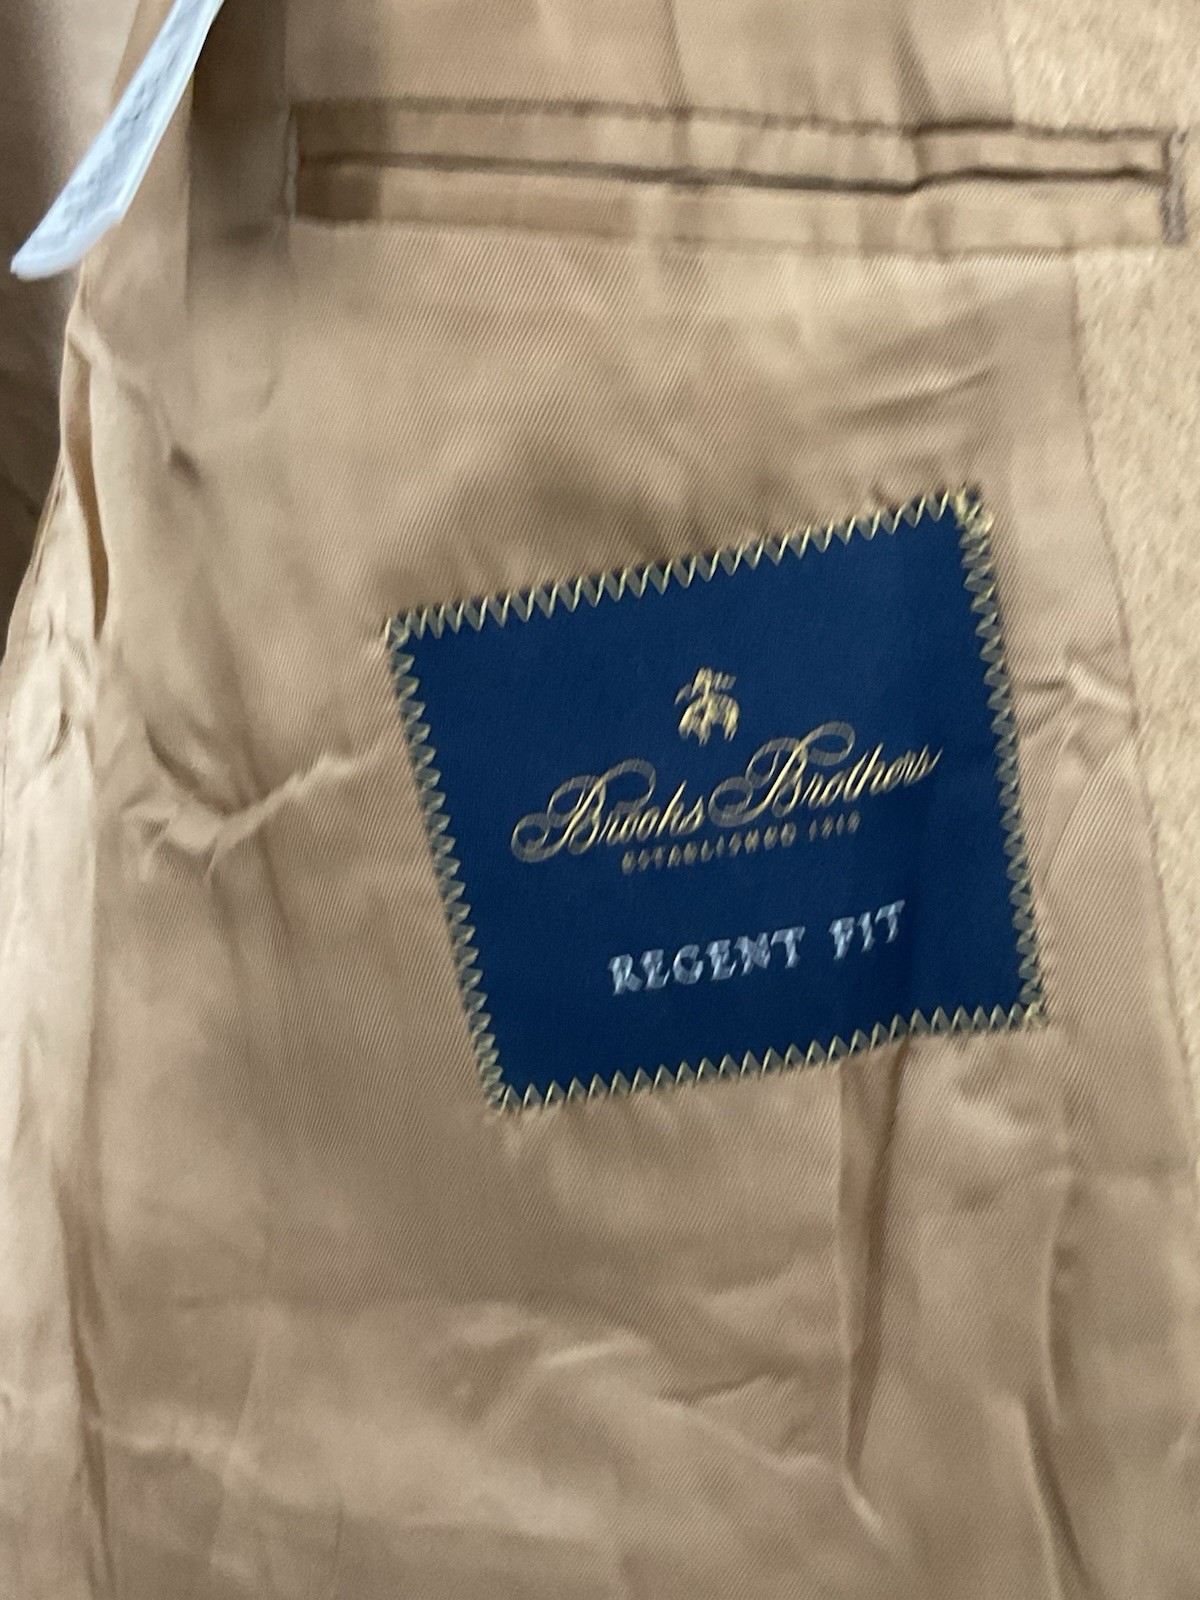 Brooks Brothers
ESTABLISHED 1818
REGENT FIT